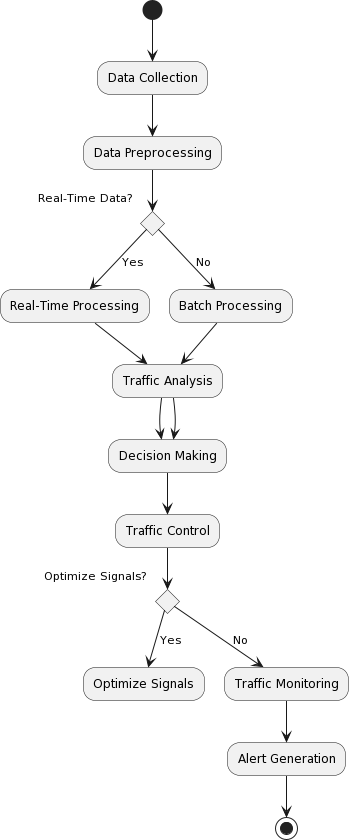 Data Collection
Data Preprocessing
Real-Time Data?
Yes
No
Real-Time Processing
Batch Processing
Traffic Analysis
Decision Making
Traffic Control
Optimize Signals?
Yes
No
Optimize Signals
Traffic Monitoring
Alert Generation